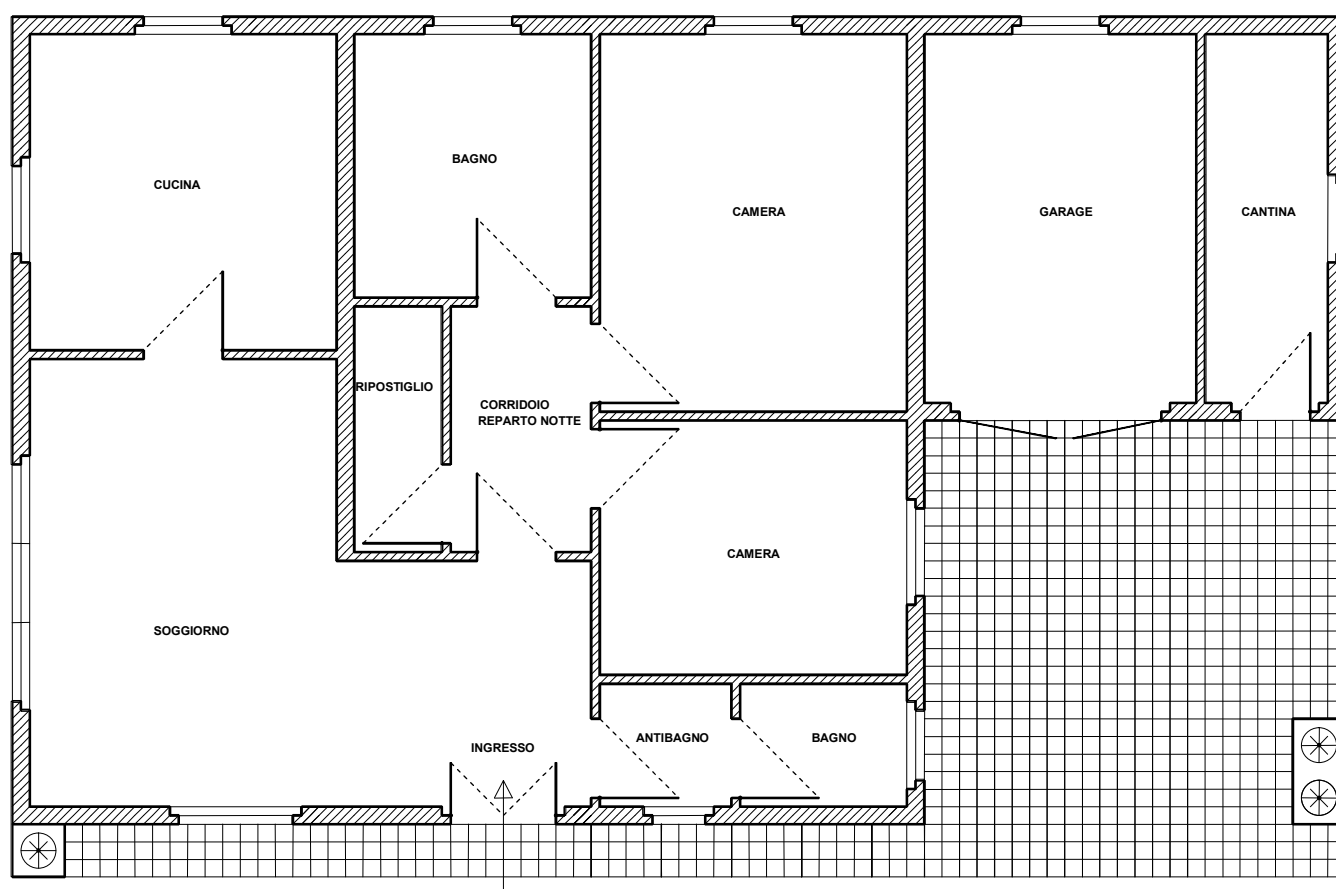 BAGNO
CUCINA
CAMERA
GARAGE
CANTINA
RIPOSTIGLIO
CORRIDOIO
REPARTO NOTTE
CAMERA
SOGGIORNO
INGRESSO
ANTIBAGNO
BAGNO